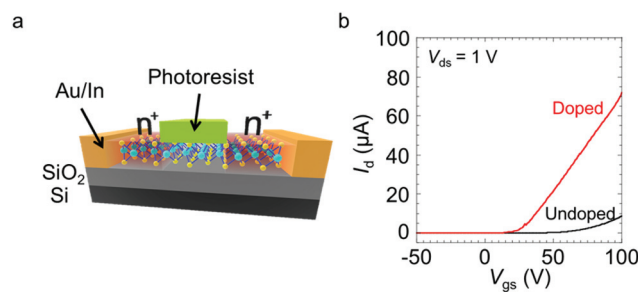 a
Photoresist
Au/In
n+
n+
SiO2
Si
b
Vds = 1 V
Doped
Undoped
Id (μA)
100
80
60
40
20
0
-50
0
50
100
Vgs (V)